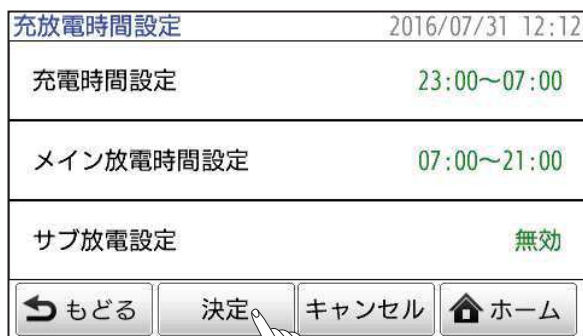 充放電時間設定 2016/07/31 12:12
充電時間設定 23:00～07:00
メイン放電時間設定 07:00～21:00
サブ放電設定 無効
もどる 決定 キャンセル ホーム